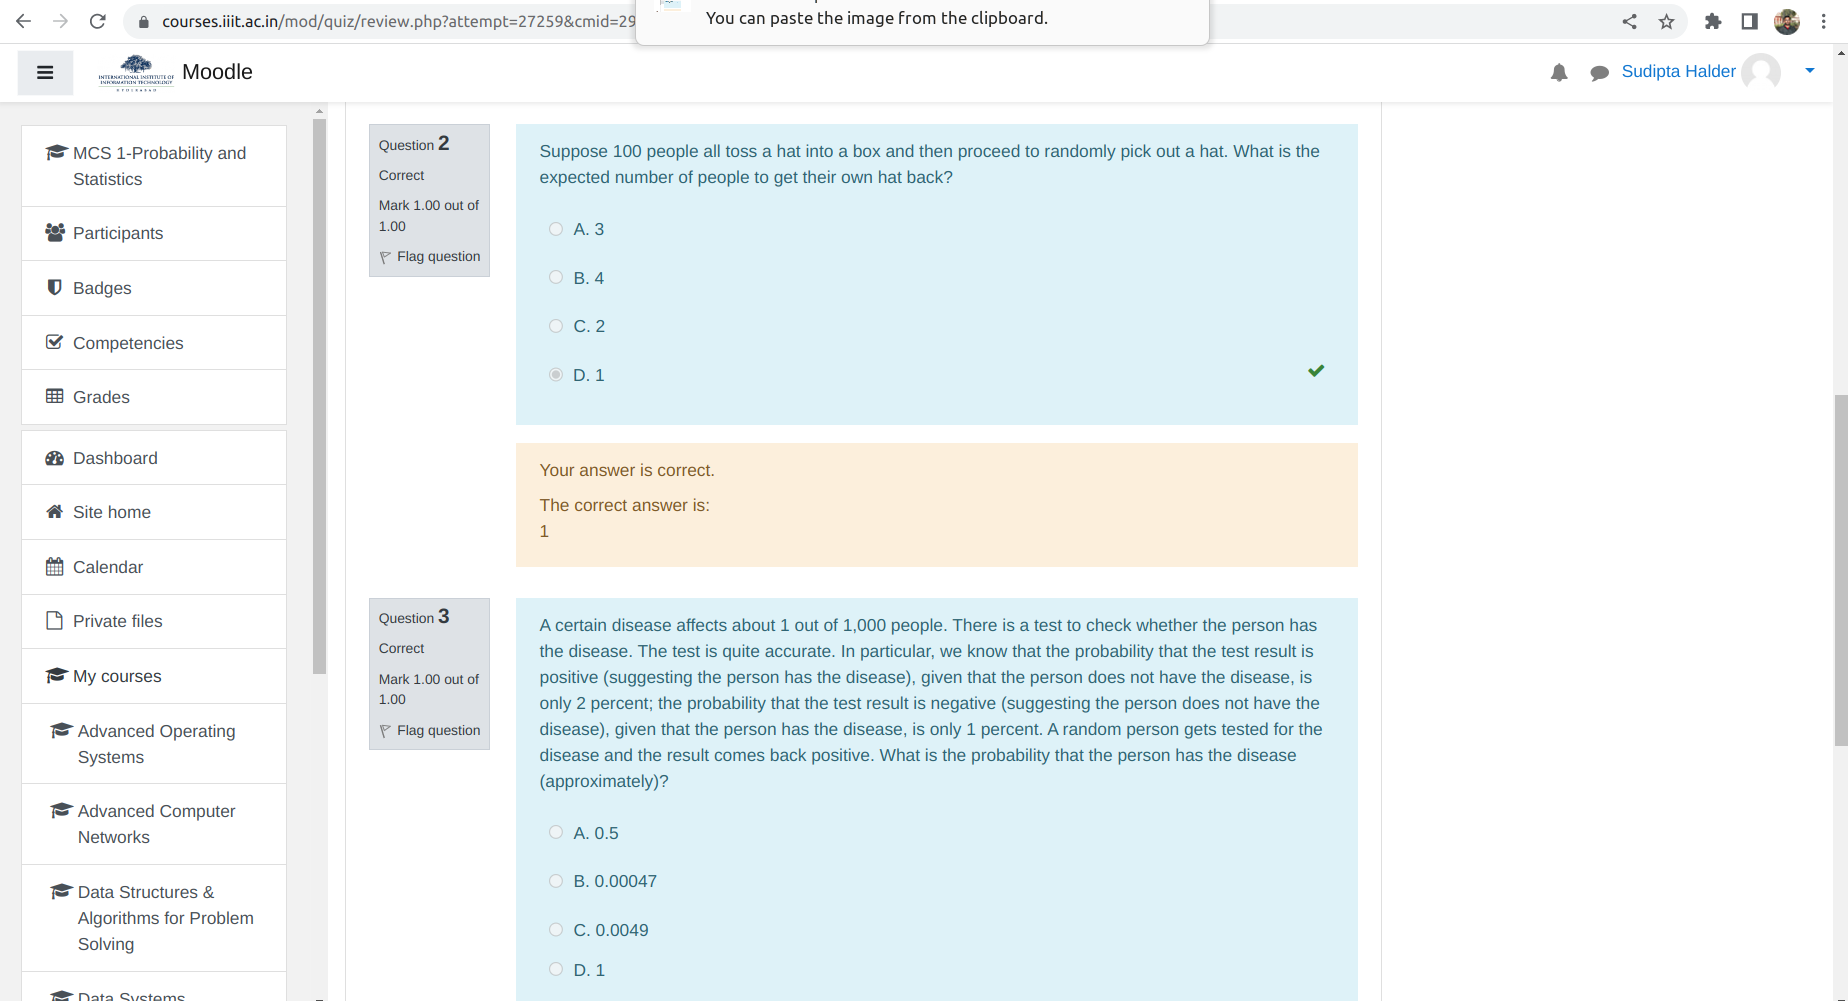 courses.iiit.ac.in/mod/quiz/review.php?attempt=27259&cmid=29
You can paste the image from the clipboard.
INTERNATIONAL INSTITUTE OF
INFORMATION TECHNOLOGY
HYDERABAD
Moodle
Sudipta Halder
MCS 1-Probability and
Statistics
Participants
Badges
Competencies
Grades
Dashboard
Site home
Calendar
Private files
My courses
Advanced Operating
Systems
Advanced Computer
Networks
Data Structures &
Algorithms for Problem
Solving
Data Systems
Question 2
Correct
Mark 1.00 out of
1.00
Flag question
Suppose 100 people all toss a hat into a box and then proceed to randomly pick out a hat. What is the
expected number of people to get their own hat back?
A. 3
B. 4
C. 2
D. 1
Your answer is correct.
The correct answer is:
1
Question 3
Correct
Mark 1.00 out of
1.00
Flag question
A certain disease affects about 1 out of 1,000 people. There is a test to check whether the person has
the disease. The test is quite accurate. In particular, we know that the probability that the test result is
positive (suggesting the person has the disease), given that the person does not have the disease, is
only 2 percent; the probability that the test result is negative (suggesting the person does not have the
disease), given that the person has the disease, is only 1 percent. A random person gets tested for the
disease and the result comes back positive. What is the probability that the person has the disease
(approximately)?
A. 0.5
B. 0.00047
C. 0.0049
D. 1